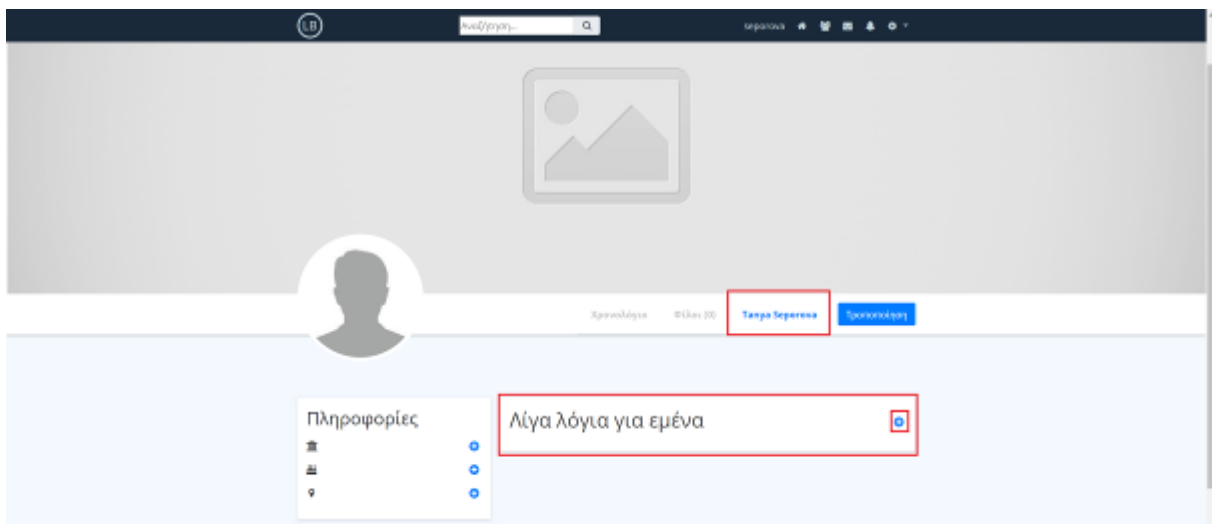 LB
Αναζήτηση...
seporova
Χρονολόγιο
Φίλοι (0)
Tanya Seporova
Τροποποίηση
Πληροφορίες
Λίγα λόγια για εμένα